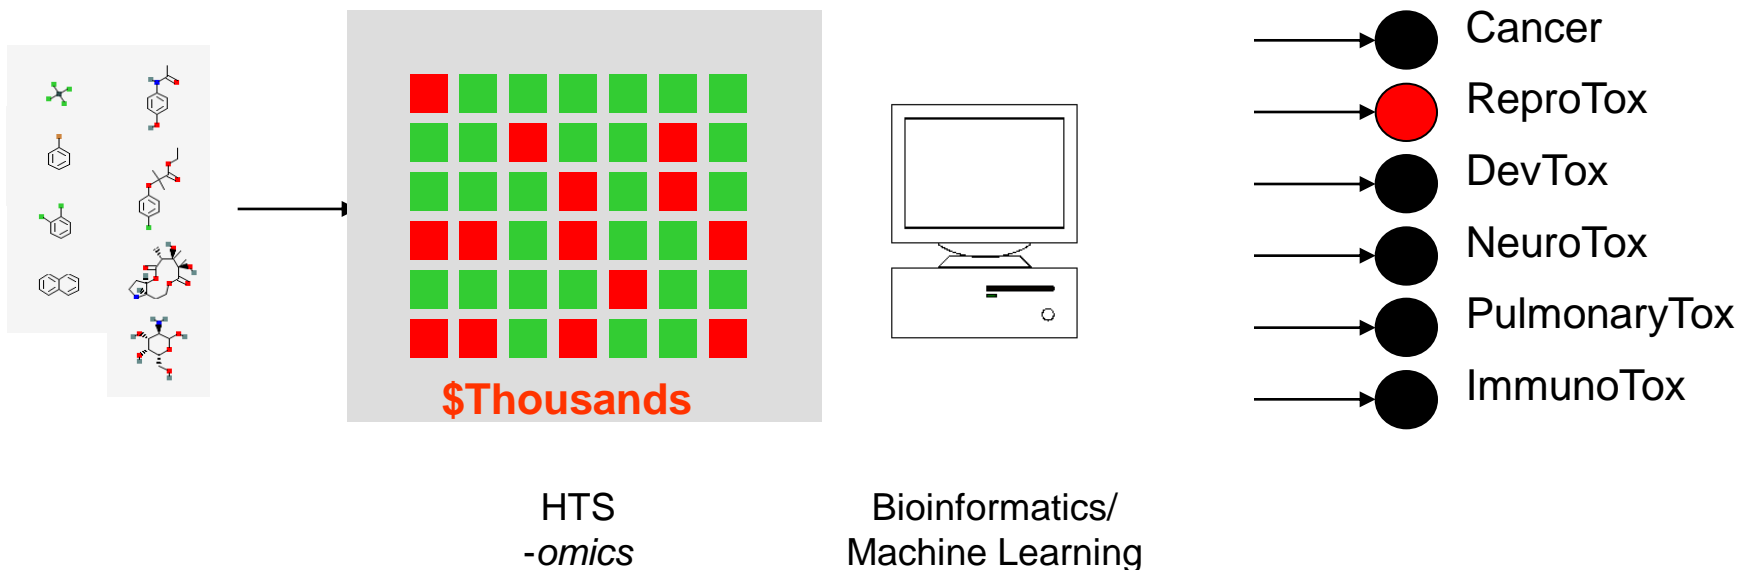 Cancer
ReproTox
DevTox
NeuroTox
PulmonaryTox
ImmunoTox
$Thousands
HTS
-omics
Bioinformatics/
Machine Learning